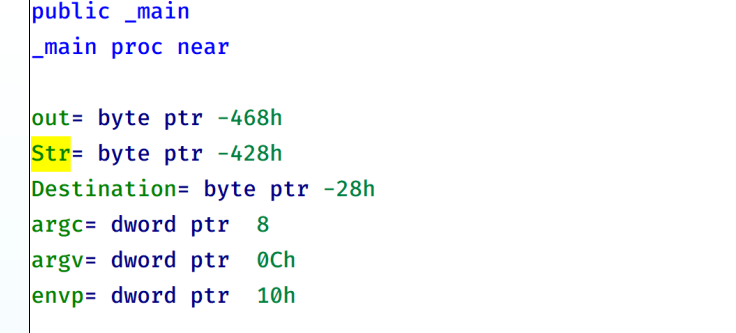 public _main
_main proc near
out= byte ptr -468h
Str= byte ptr -428h
Destination= byte ptr -28h
argc= dword ptr  8
argv= dword ptr  0Ch
envp= dword ptr  10h